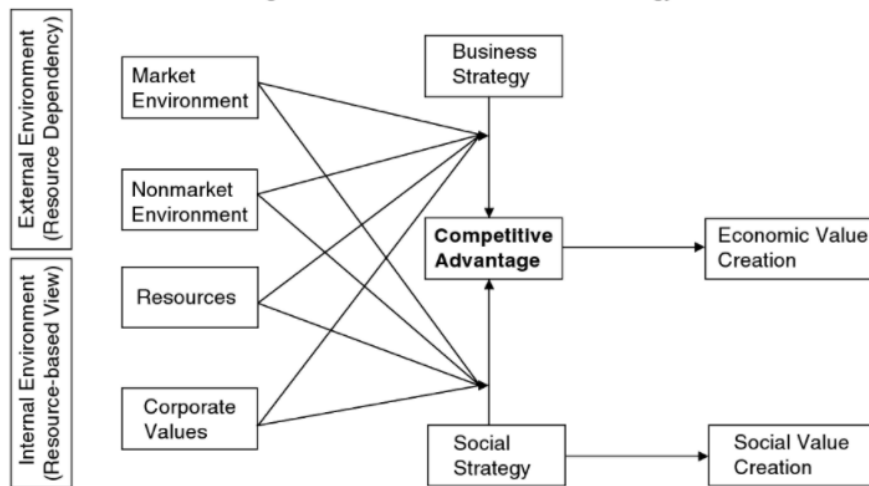 External Environment
(Resource Dependency)
Internal Environment
(Resource-based View)
Market
Environment
Nonmarket
Environment
Resources
Corporate
Values
Business
Strategy
Competitive
Advantage
Social
Strategy
Economic Value
Creation
Social Value
Creation